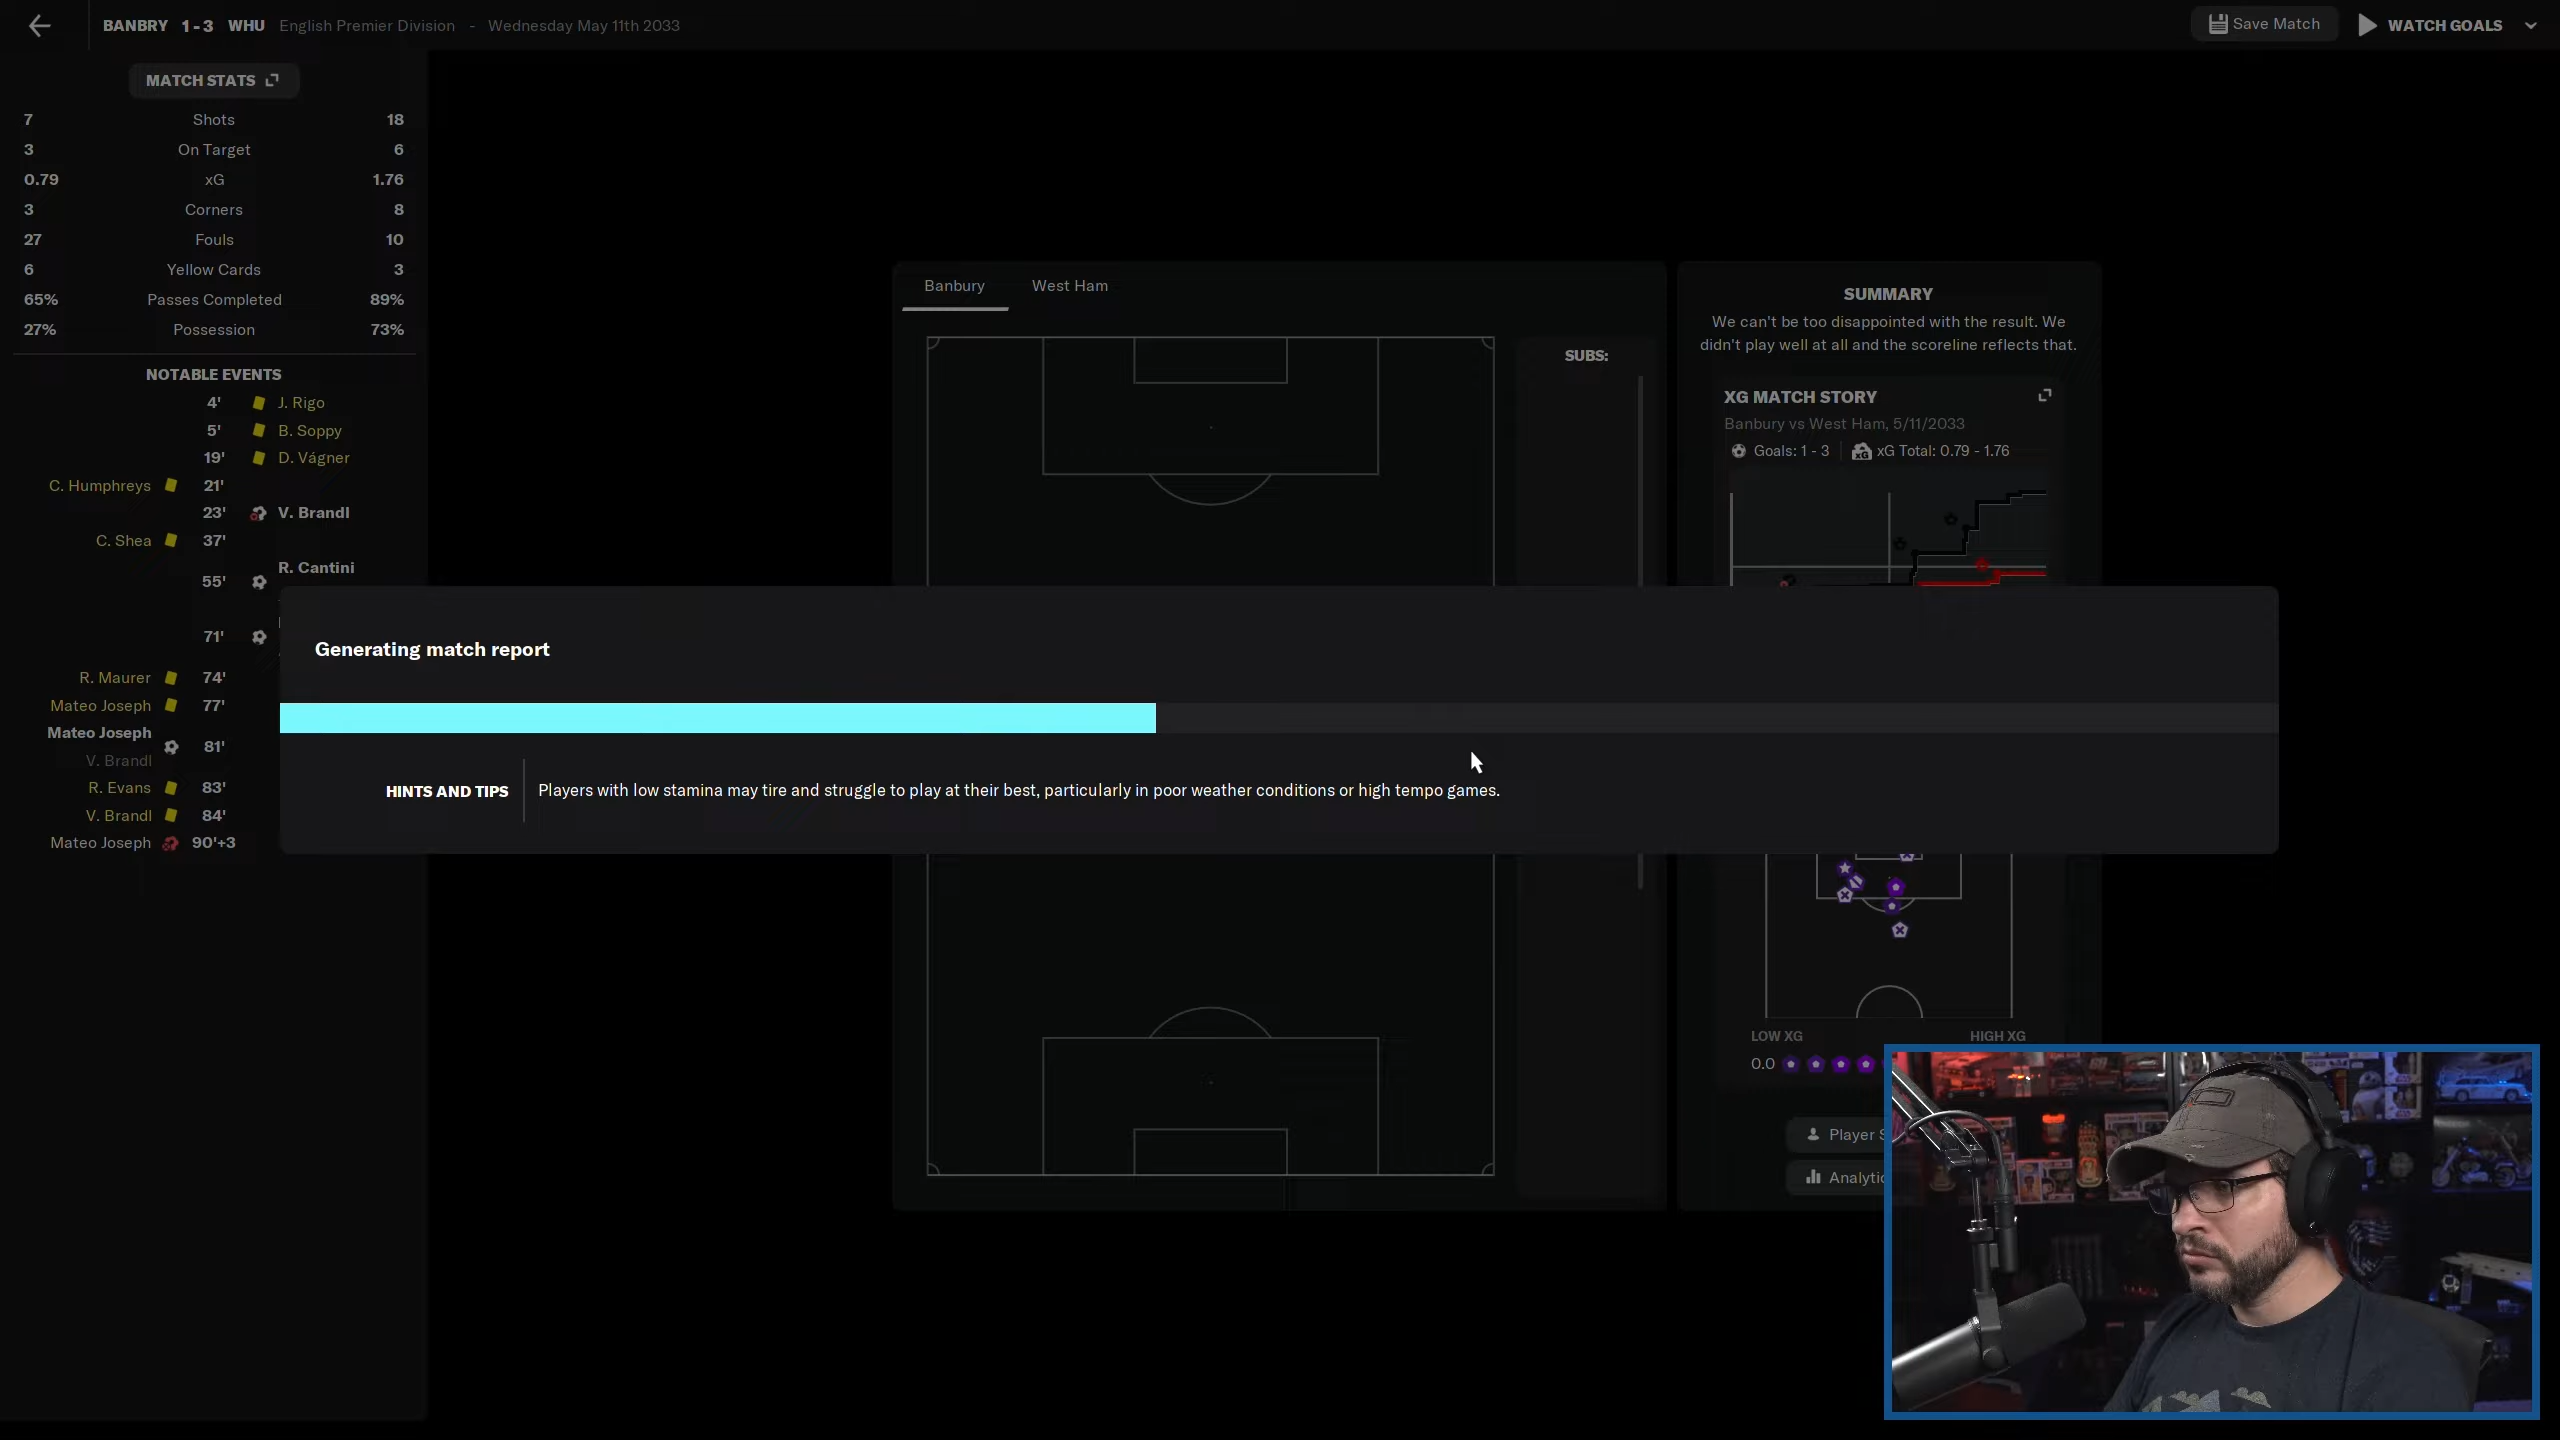 BANBRY 1 - 3 WHU English Premier Division - Wednesday May 11th 2033
Save Match
WATCH GOALS
MATCH STATS
7 Shots 18
3 On Target 6
0.79 xG 1.76
3 Corners 8
27 Fouls 10
6 Yellow Cards 3
65% Passes Completed 89%
27% Possession 73%
NOTABLE EVENTS
4' J. Rigo
5' B. Soppy
19' D. Vágner
C. Humphreys 21'
23' V. Brandl
C. Shea 37'
R. Cantini
55'
71'
R. Maurer 74'
Mateo Joseph 77'
Mateo Joseph
81'
V. Brandl
R. Evans 83'
V. Brandl 84'
Mateo Joseph 90'+3
Banbury West Ham
SUBS:
SUMMARY
We can't be too disappointed with the result. We
didn't play well at all and the scoreline reflects that.
XG MATCH STORY
Banbury vs West Ham, 5/11/2033
Goals: 1 - 3 xG xG Total: 0.79 - 1.76
Generating match report
HINTS AND TIPS Players with low stamina may tire and struggle to play at their best, particularly in poor weather conditions or high tempo games.
LOW XG HIGH XG
0.0
Player S
Analytic